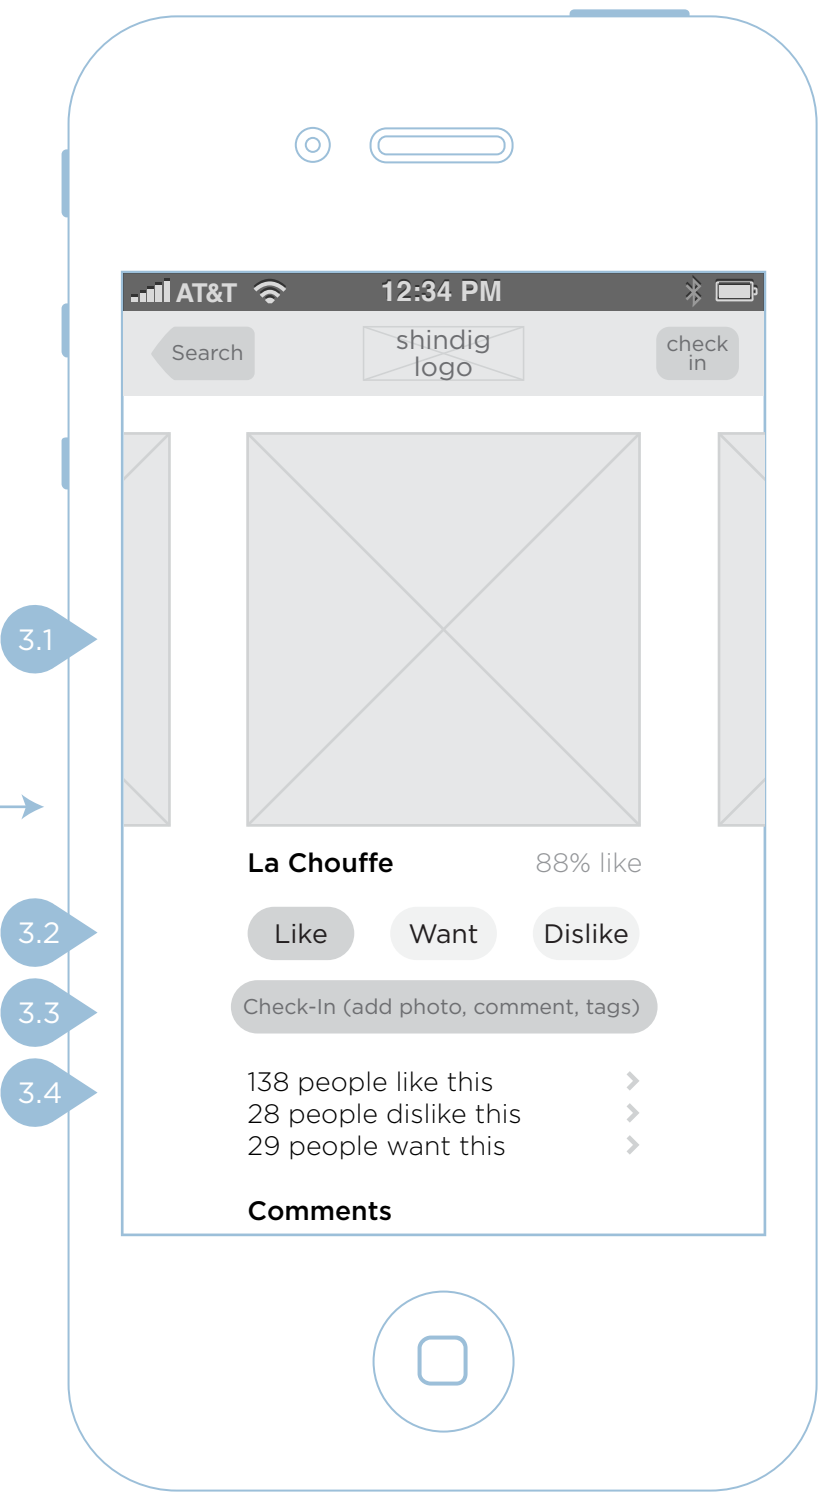 AT&T 12:34 PM
Search
shindig
logo
check
in
3.1
La Chouffe 88% like
3.2
Like Want Dislike
3.3
Check-In (add photo, comment, tags)
3.4
138 people like this
28 people dislike this
29 people want this
Comments